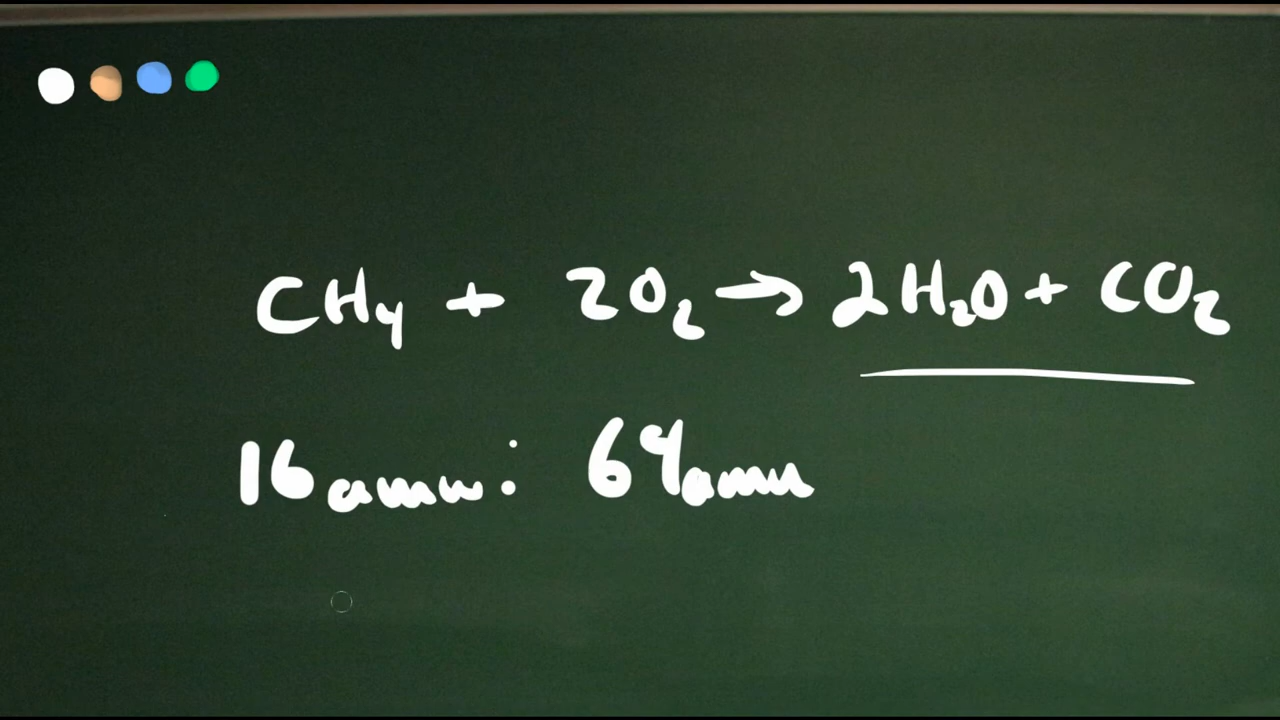 CH₄ + 2O₂ → 2H₂O + CO₂
16amu : 64amu